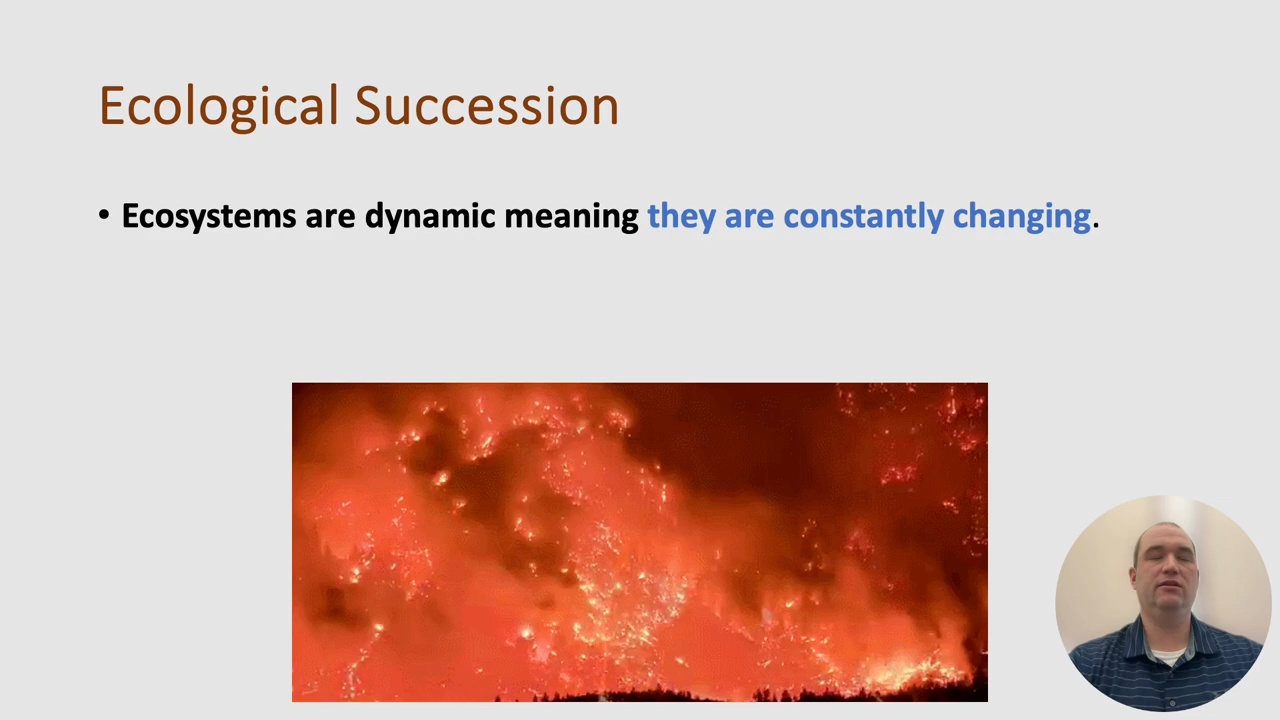 Ecological Succession
• Ecosystems are dynamic meaning they are constantly changing.